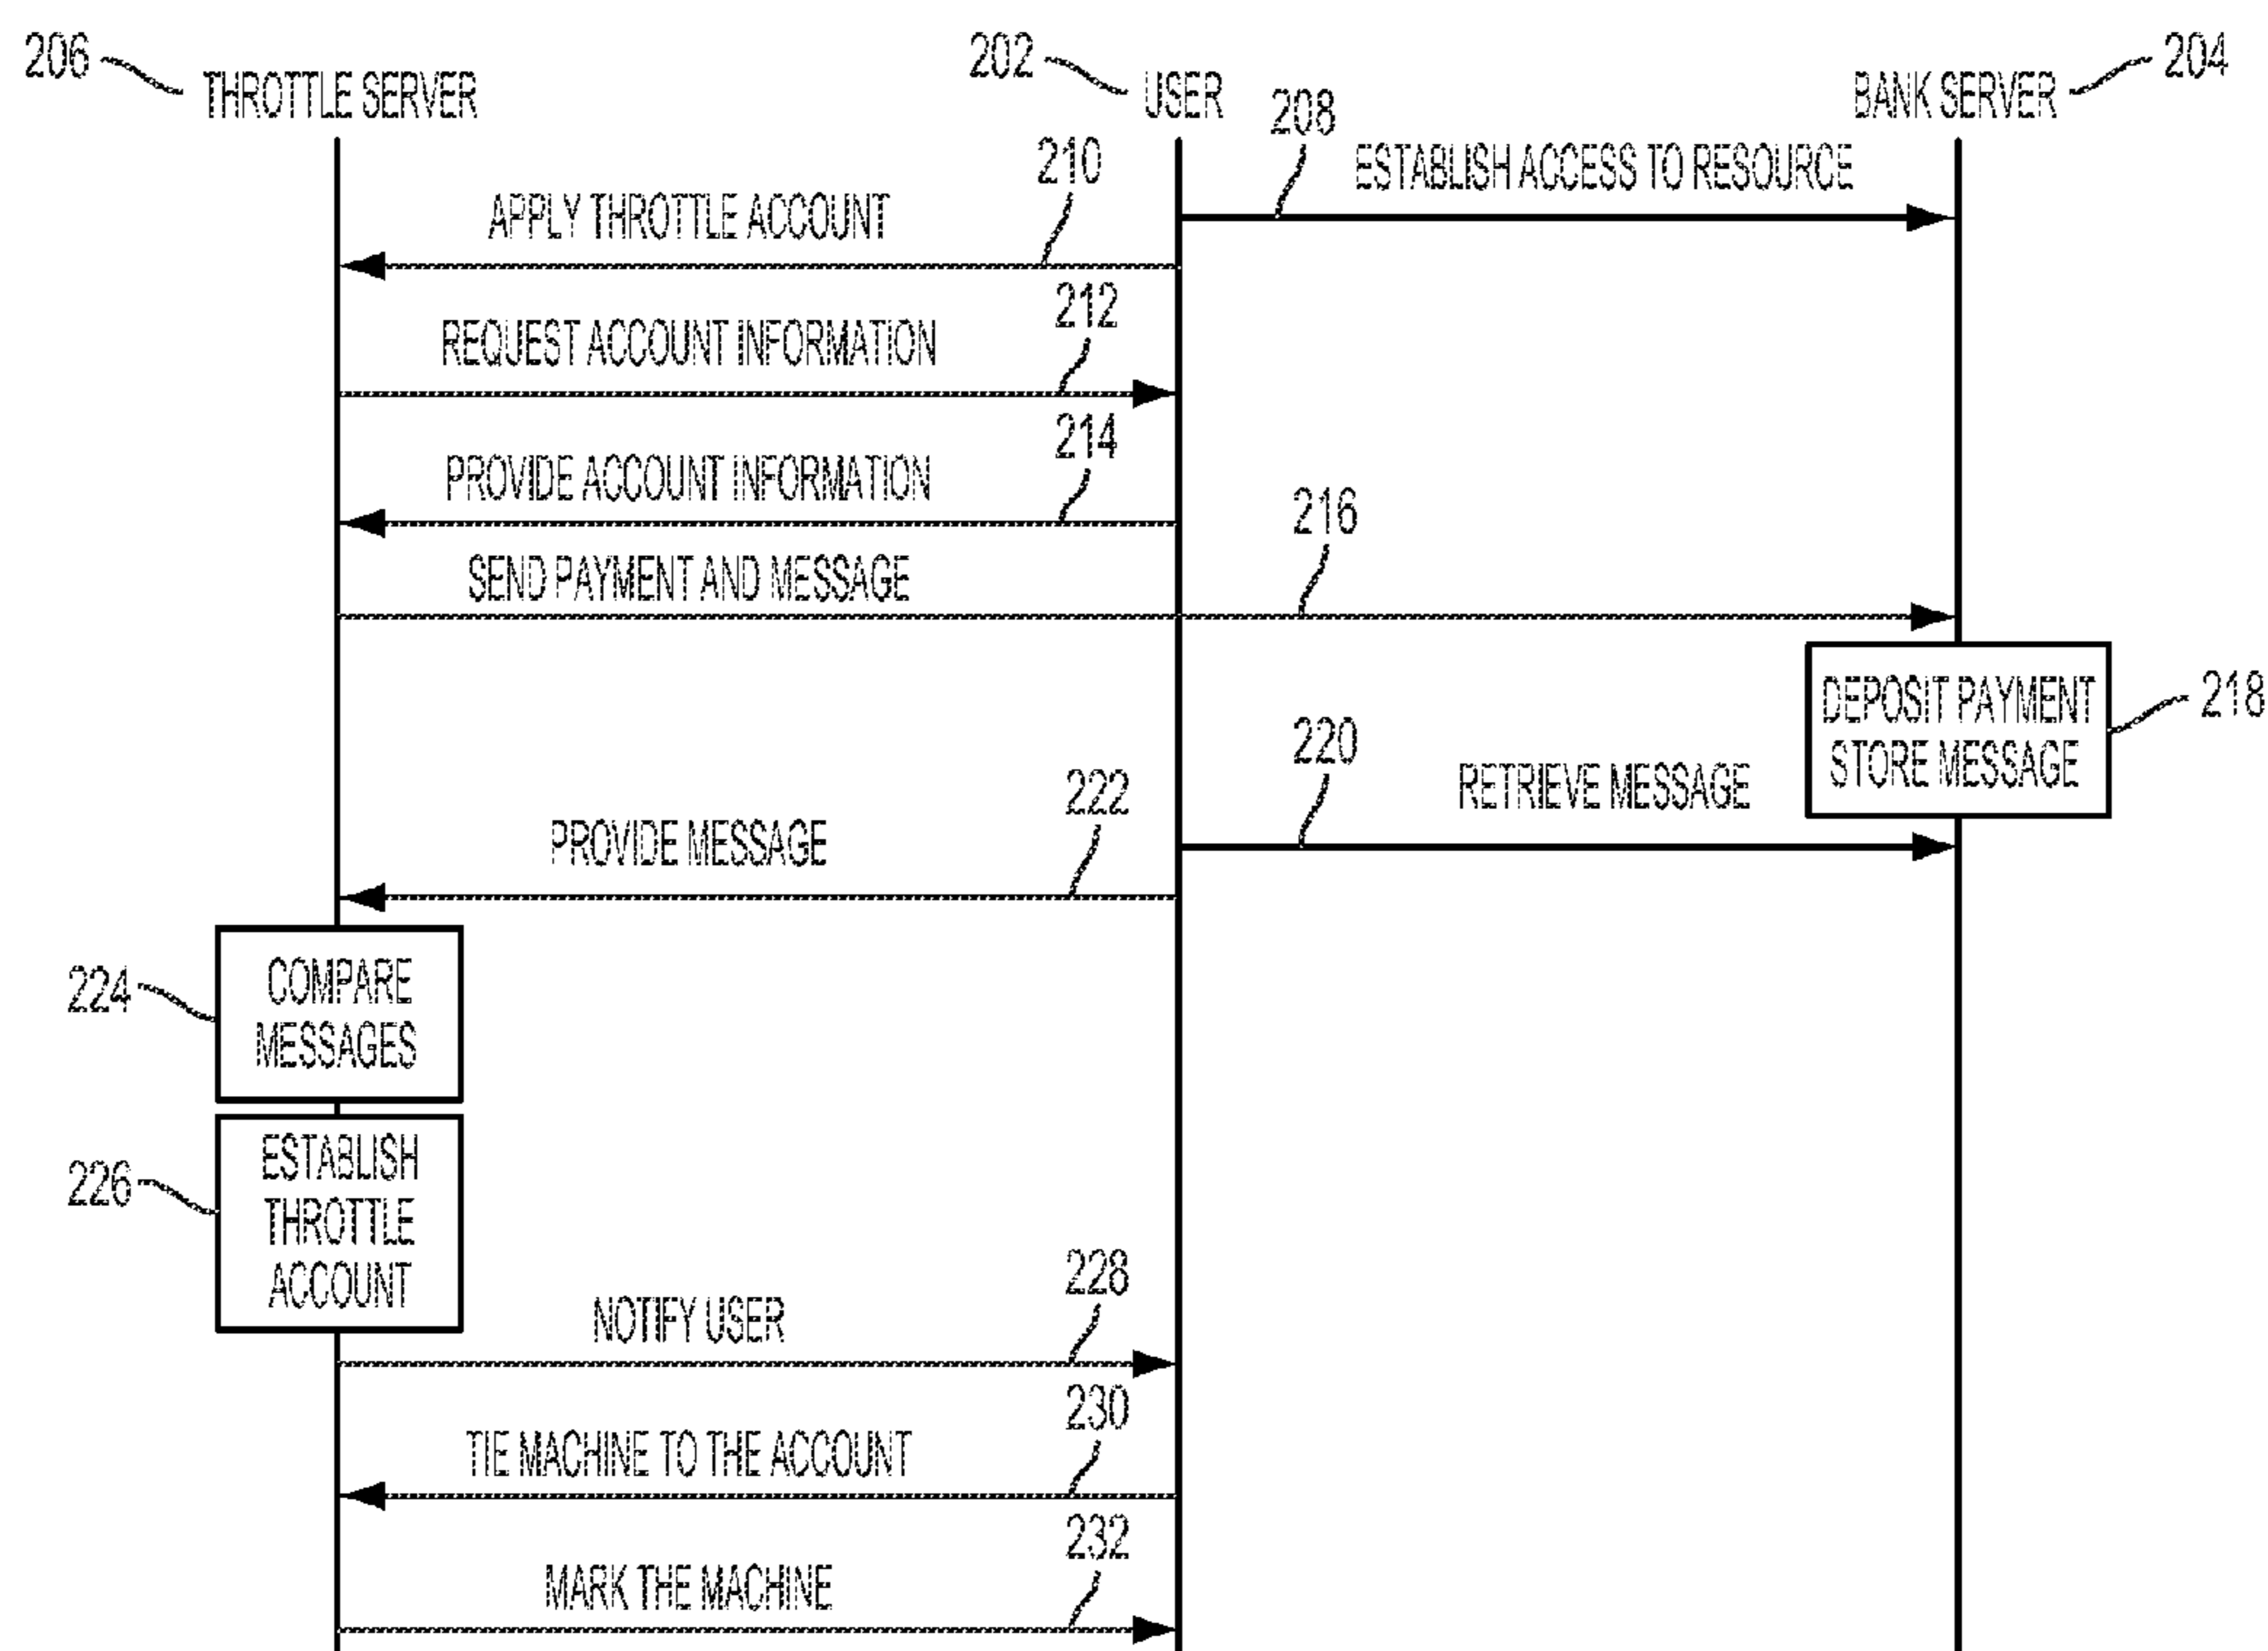 206
THROTTLE SERVER
202
USER
BANK SERVER
204
208
ESTABLISH ACCESS TO RESOURCE
210
APPLY THROTTLE ACCOUNT
212
REQUEST ACCOUNT INFORMATION
214
PROVIDE ACCOUNT INFORMATION
216
SEND PAYMENT AND MESSAGE
DEPOSIT PAYMENT
STORE MESSAGE
218
220
RETRIEVE MESSAGE
222
PROVIDE MESSAGE
224
COMPARE
MESSAGES
226
ESTABLISH
THROTTLE
ACCOUNT
228
NOTIFY USER
230
TIE MACHINE TO THE ACCOUNT
232
MARK THE MACHINE